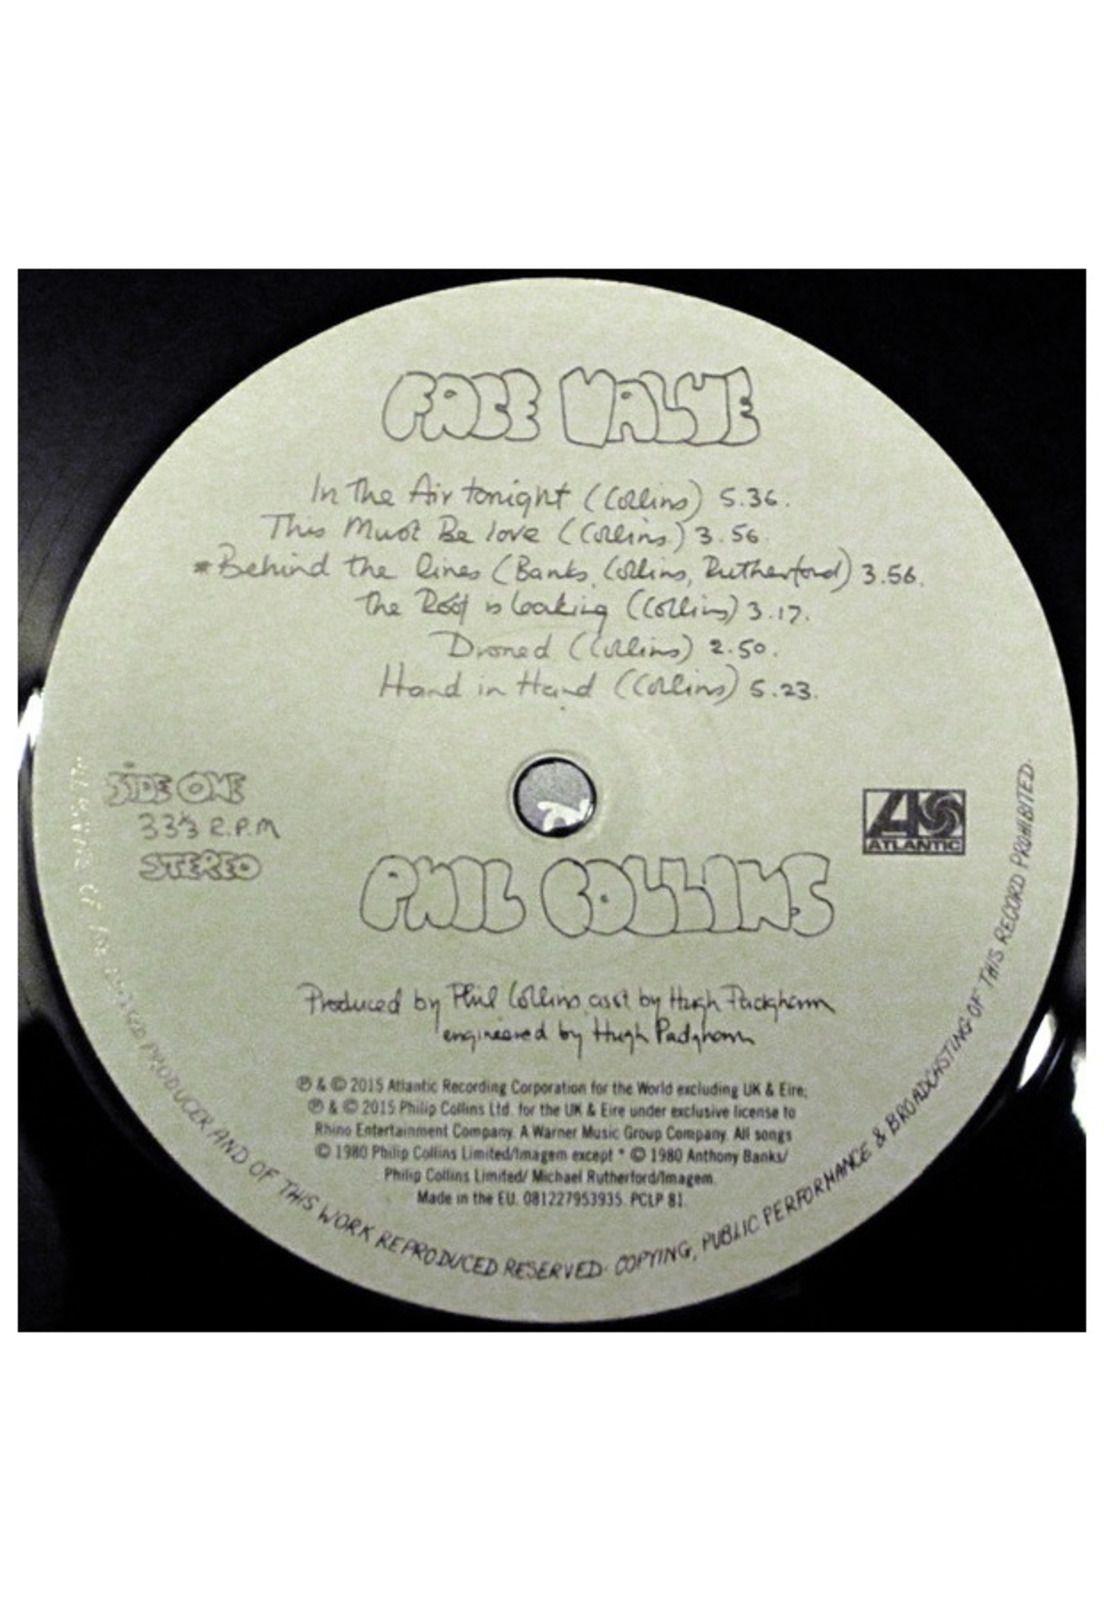 FACE VALUE
In The Air tonight (Collins) 5.36.
This Must Be love (Collins) 3.56.
*Behind the lines (Banks, Collins, Rutherford) 3.56.
The Roof is leaking (Collins) 3.17.
Droned (Collins) 2.50.
Hand in Hand (Collins) 5.23.
SIDE ONE
33⅓ R.P.M
STEREO
ATLANTIC
PHIL COLLINS
Produced by Phil Collins, asst by Hugh Padgham
engineered by Hugh Padgham
℗ & © 2015 Atlantic Recording Corporation for the World excluding UK & Eire;
℗ & © 2015 Philip Collins Ltd. for the UK & Eire under exclusive license to
Rhino Entertainment Company. A Warner Music Group Company. All songs
© 1980 Philip Collins Limited/Imagem except * © 1980 Anthony Banks/
Philip Collins Limited/ Michael Rutherford/Imagem.
Made in the EU. 081227953935. PCLP 81.
PRODUCER AND OF THIS WORK REPRODUCED RESERVED. COPYING, PUBLIC PERFORMANCE & BROADCASTING OF THIS RECORD PROHIBITED.